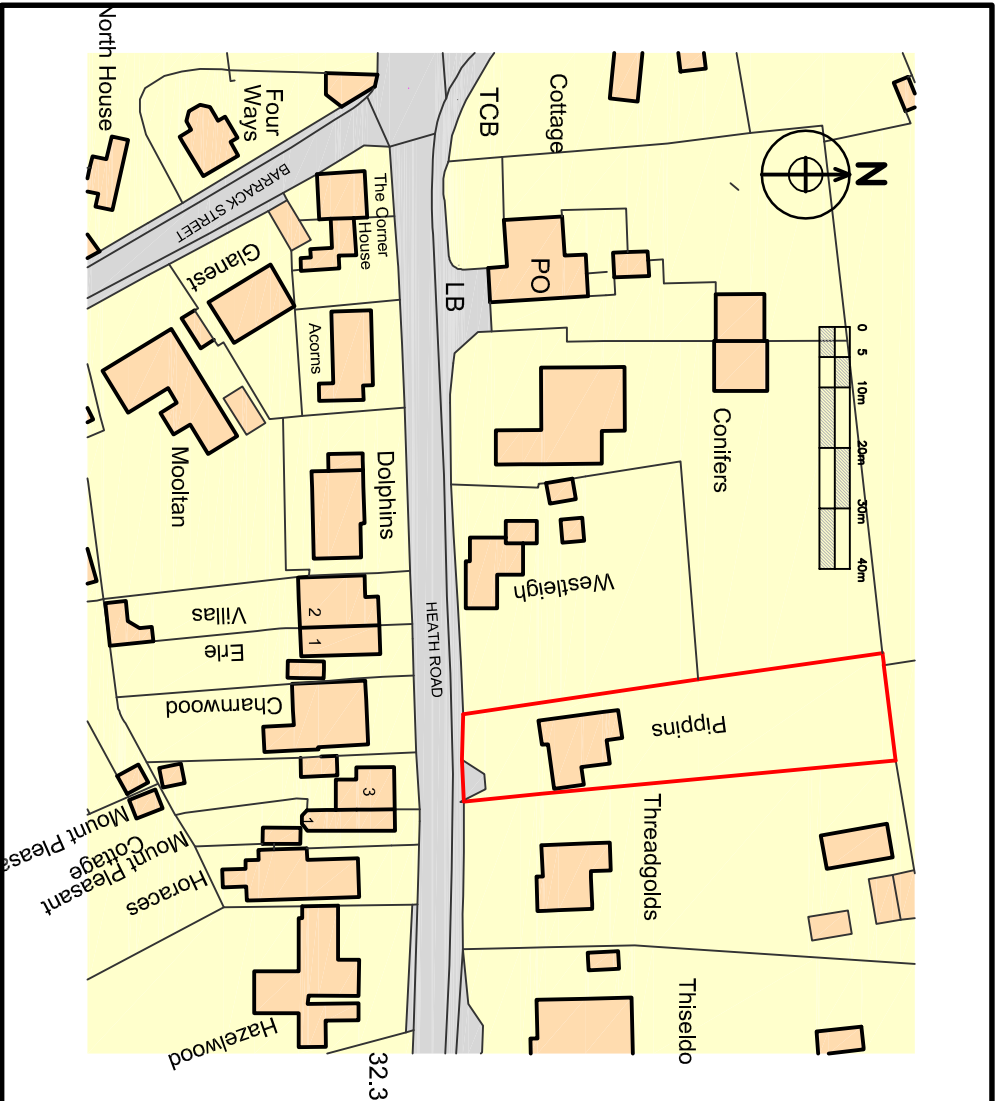 North House
Four
Ways
BARRACK STREET
TCB
Cottage
N
The Corner
House
Glanest
Acorns
LB
PO
0
5
10m
20m
30m
40m
Conifers
Mooltan
Dolphins
Westleigh
HEATH ROAD
2
1
Villas
Erle
Charnwood
Pippins
3
1
Mount Pleasa
Cottage
Mount Pleasant
Horaces
Threadgolds
Hazelwood
32.3
Thiseldo